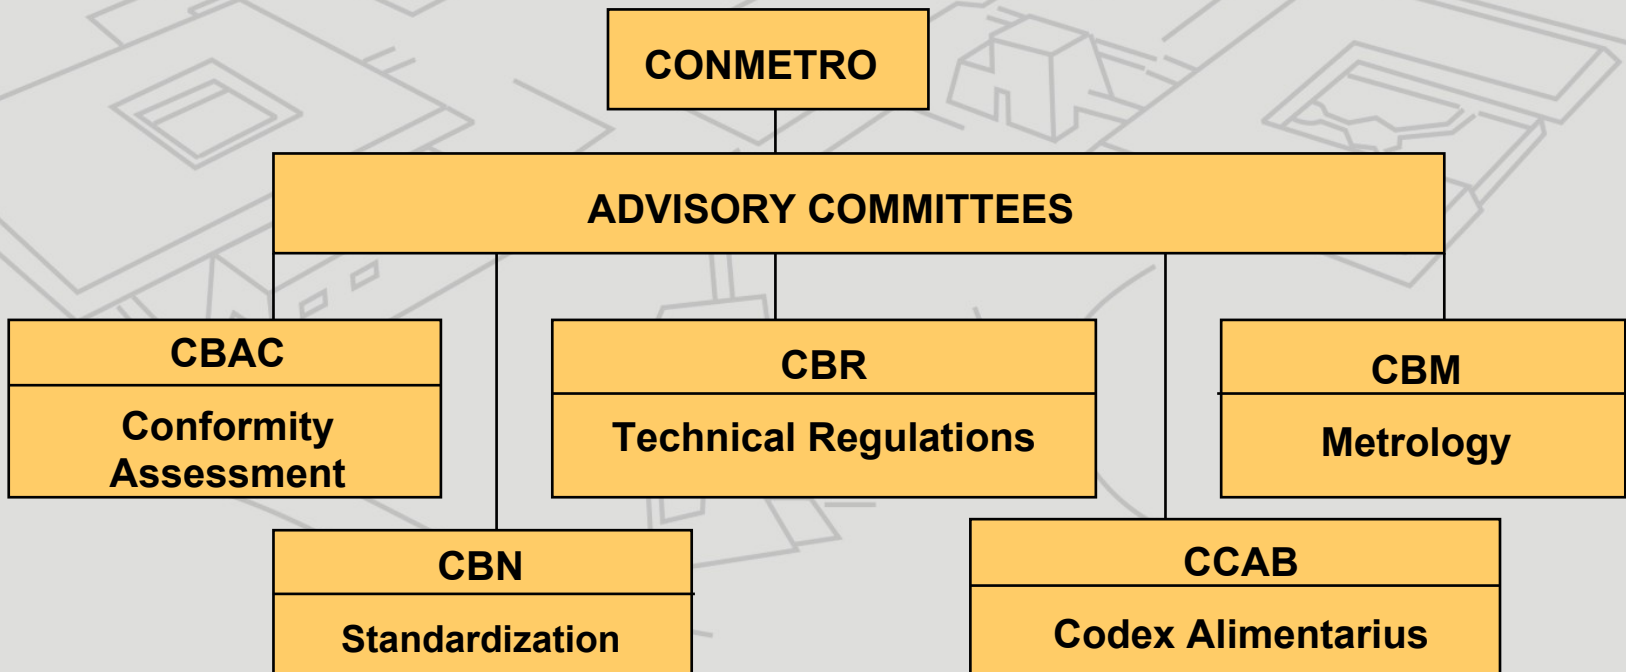 CONMETRO
ADVISORY COMMITTEES
CBAC
Conformity
Assessment
CBR
Technical Regulations
CBM
Metrology
CBN
Standardization
CCAB
Codex Alimentarius